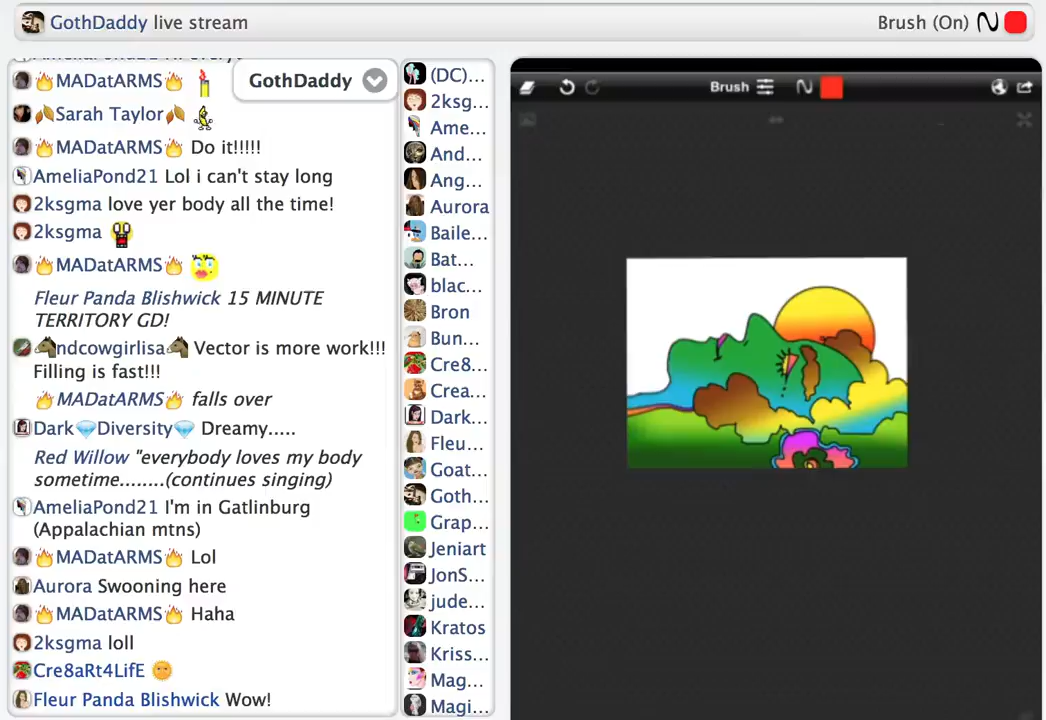 GothDaddy live stream
Brush (On)
GothDaddy
MADatARMS
Sarah Taylor
MADatARMS Do it!!!!!
AmeliaPond21 Lol i can't stay long
2ksgma love yer body all the time!
2ksgma
MADatARMS
Fleur Panda Blishwick 15 MINUTE
TERRITORY GD!
ndcowgirlisa Vector is more work!!!
Filling is fast!!!
MADatARMS falls over
Dark Diversity Dreamy.....
Red Willow "everybody loves my body
sometime.......(continues singing)
AmeliaPond21 I'm in Gatlinburg
(Appalachian mtns)
MADatARMS Lol
Aurora Swooning here
MADatARMS Haha
2ksgma loll
Cre8aRt4LifE
Fleur Panda Blishwick Wow!
(DC)...
2ksg...
Ame...
And...
Ang...
Aurora
Baile...
Bat...
blac...
Bron
Bun...
Cre8...
Crea...
Dark...
Fleu...
Goat...
Goth...
Grap...
Jeniart
JonS...
jude...
Kratos
Kriss...
Mag...
Magi...
Brush